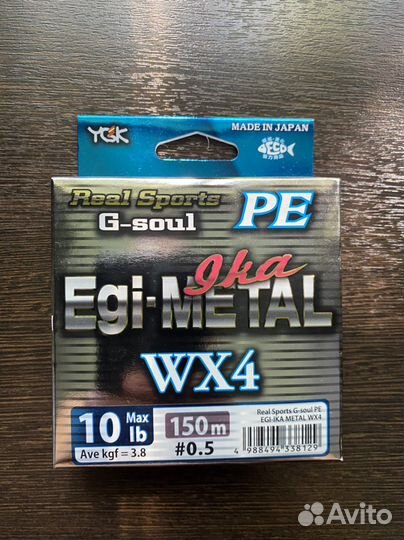 YGK
MADE IN JAPAN
ECO
Real Sports
G-soul
PE
Ika
Egi-METAL
WX4
10 Max lb
Ave kgf = 3.8
150m
#0.5
Real Sports G-soul PE
EGI-IKA METAL WX4
4 988494 338129
Avito